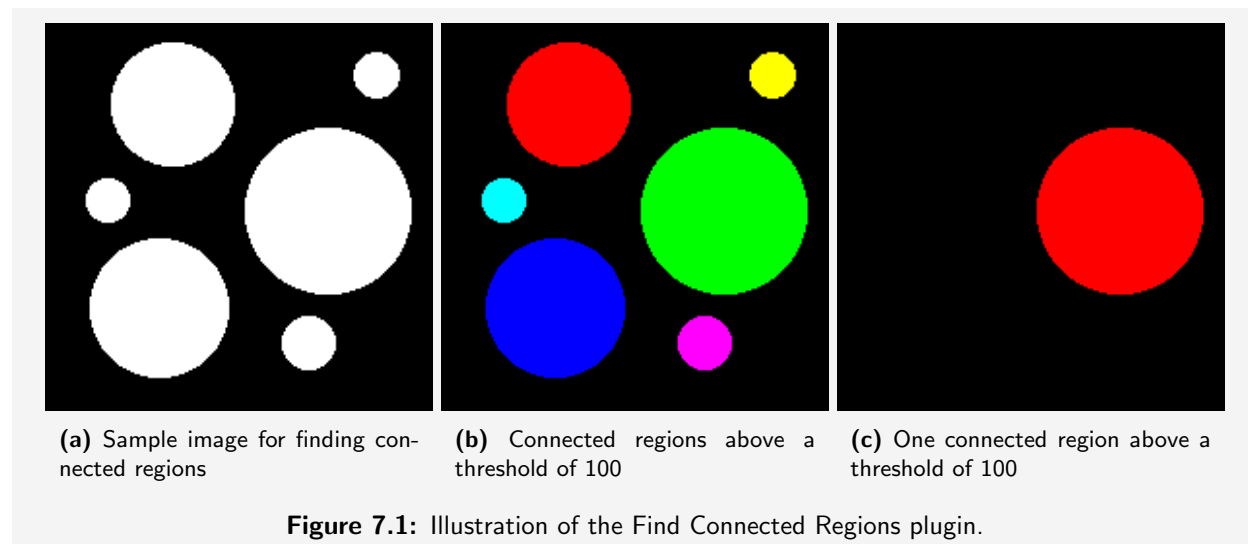 (a) Sample image for finding con-
nected regions
(b) Connected regions above a
threshold of 100
(c) One connected region above a
threshold of 100
Figure 7.1: Illustration of the Find Connected Regions plugin.